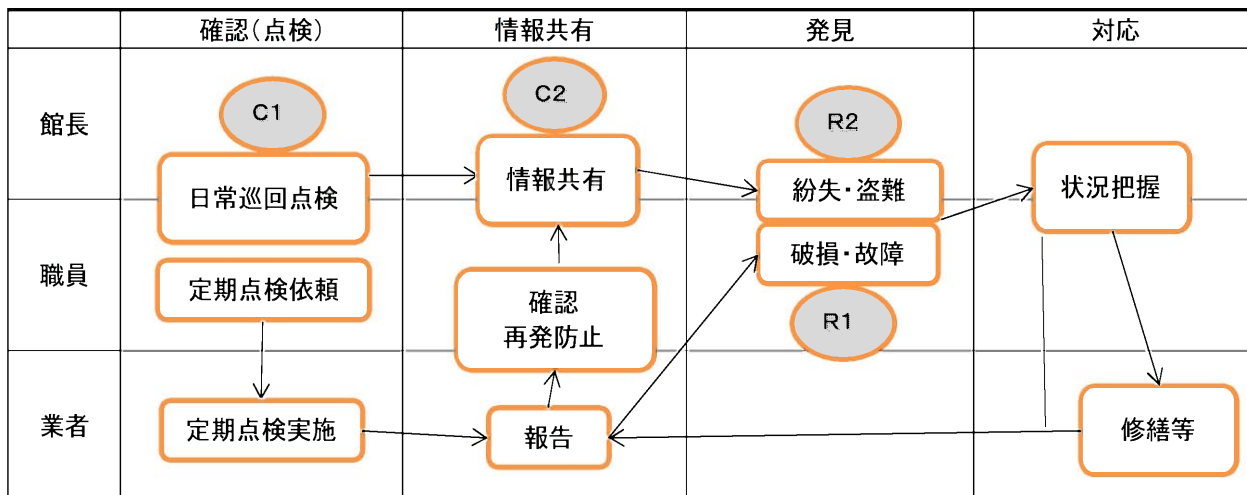 確認（点検）
情報共有
発見
対応
館長
C1
日常巡回点検
C2
情報共有
R2
紛失・盗難
状況把握
職員
定期点検依頼
確認
再発防止
破損・故障
R1
業者
定期点検実施
報告
修繕等